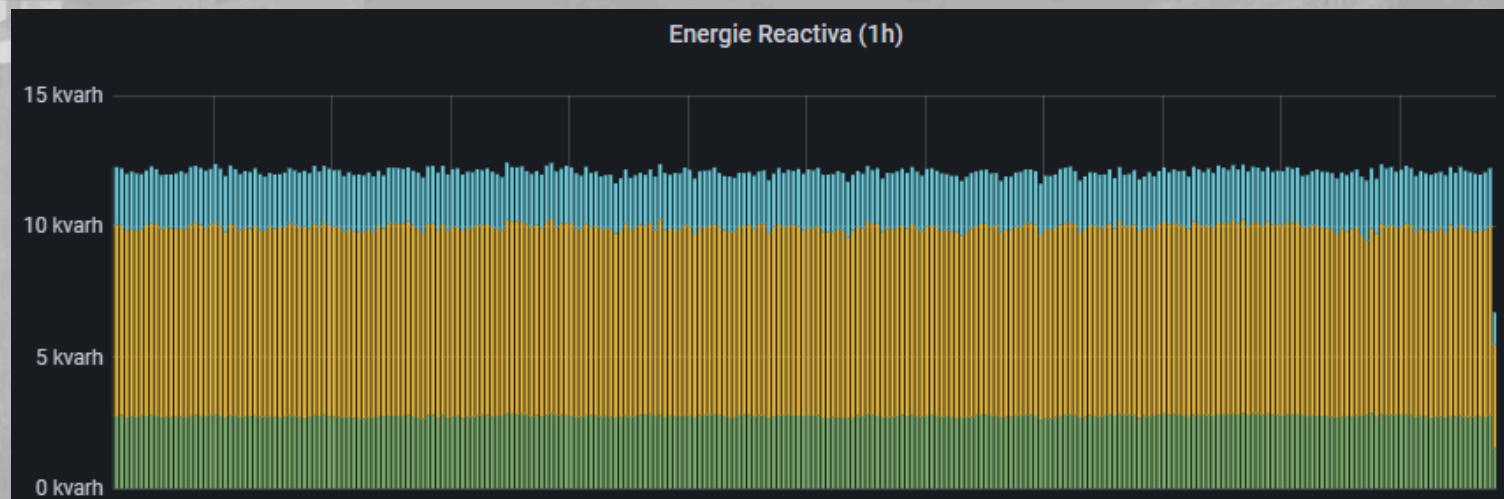 Energie Reactiva (1h)
15 kvarh
10 kvarh
5 kvarh
0 kvarh